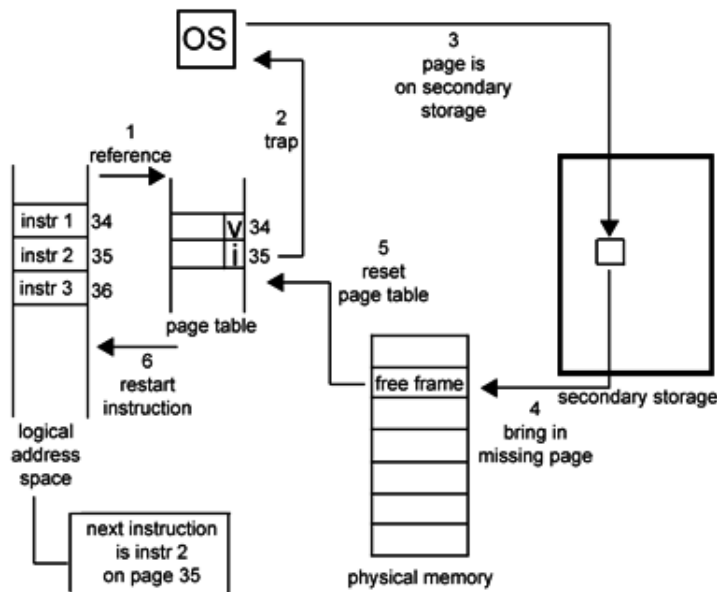 OS
3
page is
on secondary
storage
2
trap
1
reference
instr 1 34
instr 2 35
instr 3 36
v 34
i 35
page table
5
reset
page table
6
restart
instruction
free frame
secondary storage
4
bring in
missing page
logical
address
space
next instruction
is instr 2
on page 35
physical memory